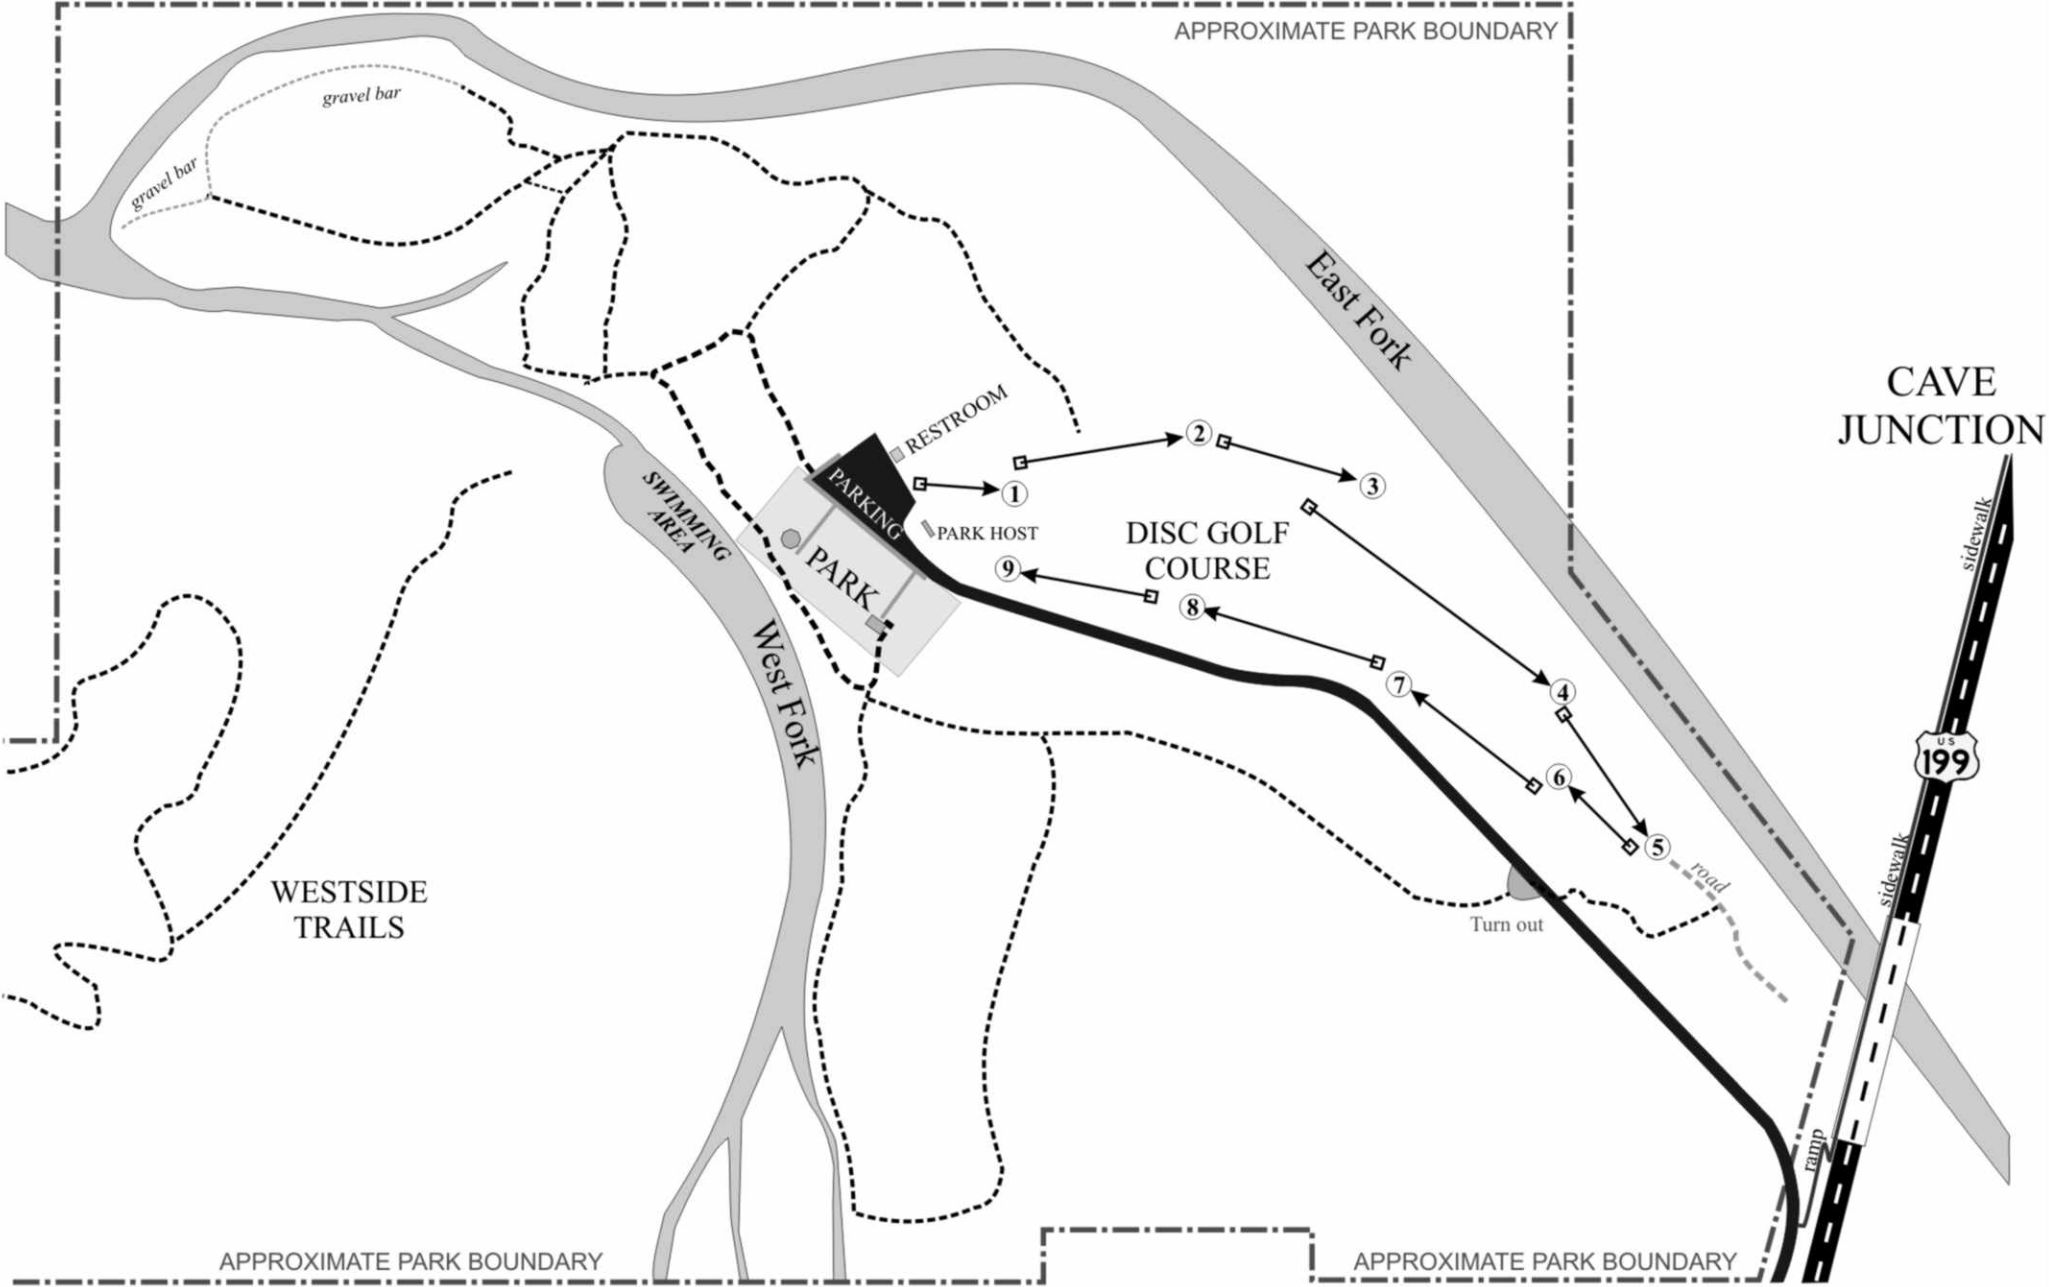 APPROXIMATE PARK BOUNDARY
gravel bar
gravel bar
East Fork
CAVE
JUNCTION
RESTROOM
2
3
1
PARKING
SWIMMING
AREA
PARK HOST
DISC GOLF
COURSE
sidewalk
9
PARK
8
West Fork
7
4
US
199
6
5
road
sidewalk
WESTSIDE
TRAILS
Turn out
ramp
APPROXIMATE PARK BOUNDARY
APPROXIMATE PARK BOUNDARY